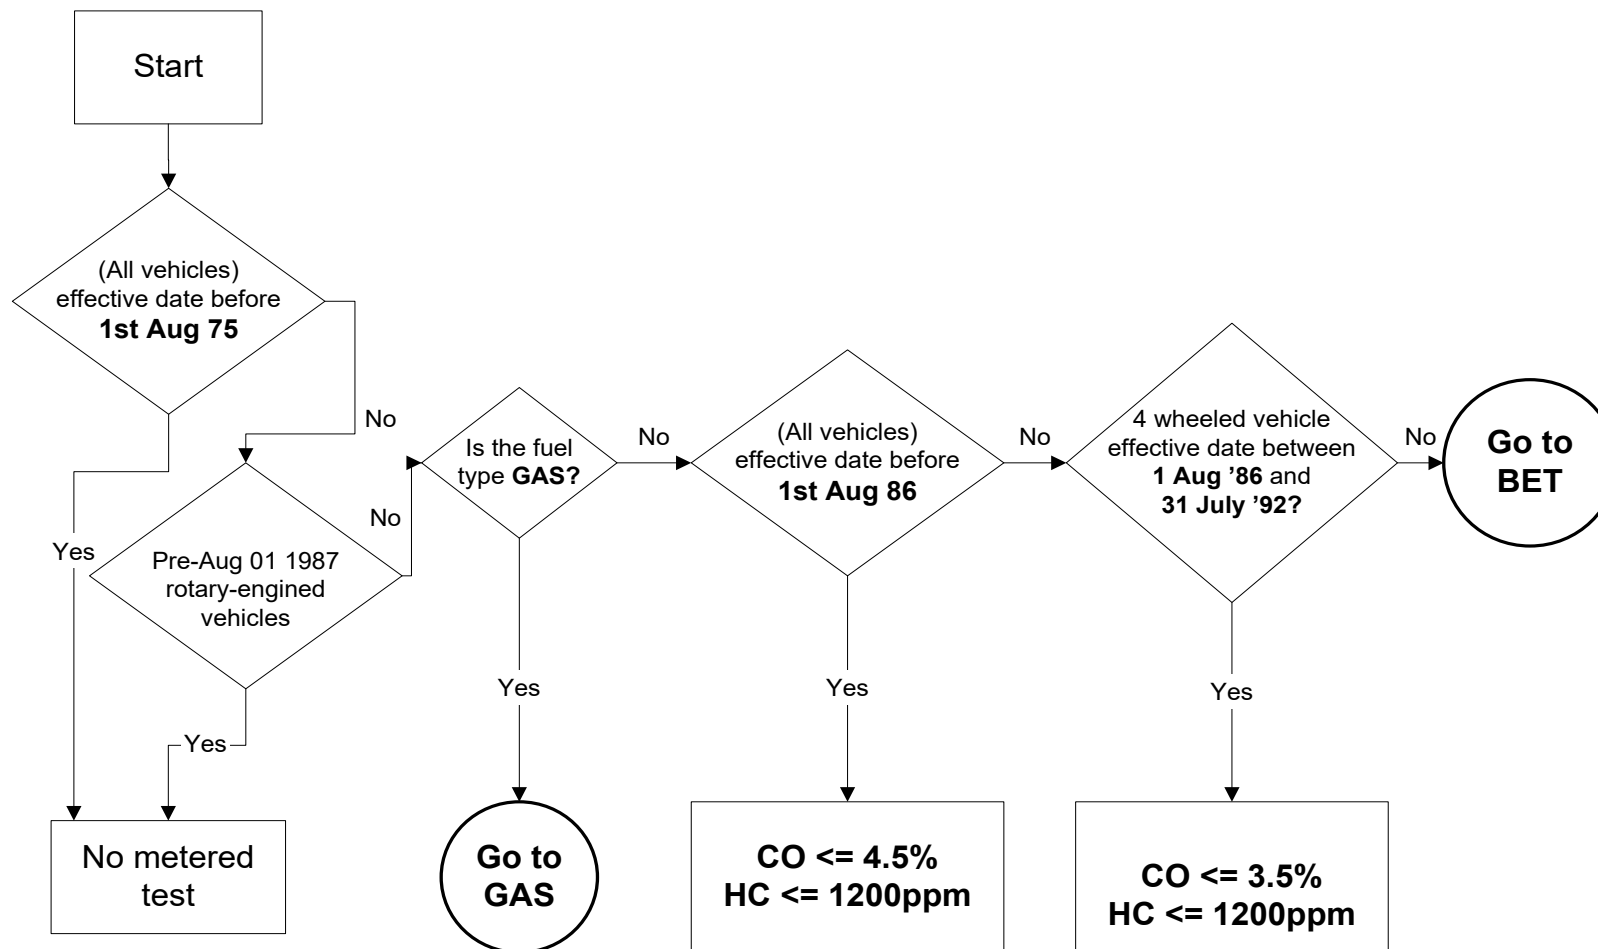 Start
(All vehicles)
effective date before
1st Aug 75
No
Yes
Pre-Aug 01 1987
rotary-engined
vehicles
No
Yes
No metered
test
Is the fuel
type GAS?
No
Yes
Go to
GAS
(All vehicles)
effective date before
1st Aug 86
No
Yes
CO <= 4.5%
HC <= 1200ppm
4 wheeled vehicle
effective date between
1 Aug ’86 and
31 July ’92?
No
Yes
CO <= 3.5%
HC <= 1200ppm
Go to
BET